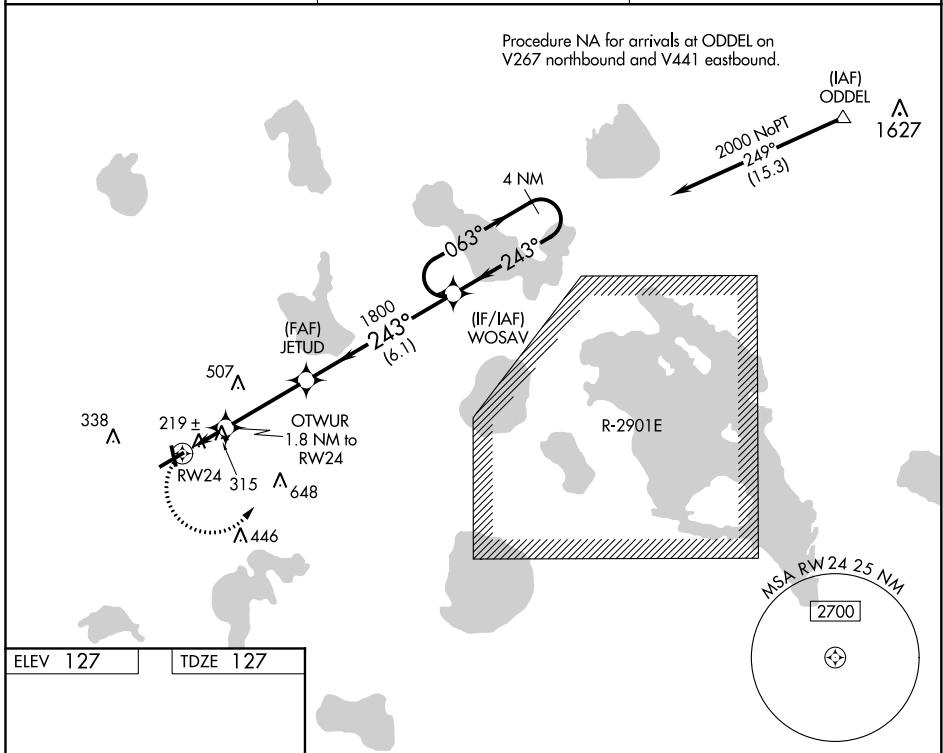 Procedure NA for arrivals at ODDEL on
V267 northbound and V441 eastbound.
(IAF)
ODDEL
1627
2000 NoPT
249°
(15.3)
4 NM
063°
243°
1800
243°
(6.1)
(IF/IAF)
WOSAV
(FAF)
JETUD
507
338
219 ±
OTWUR
1.8 NM to
RW24
RW24
315
648
446
R-2901E
MSA RW24 25 NM
2700
ELEV 127
TDZE 127